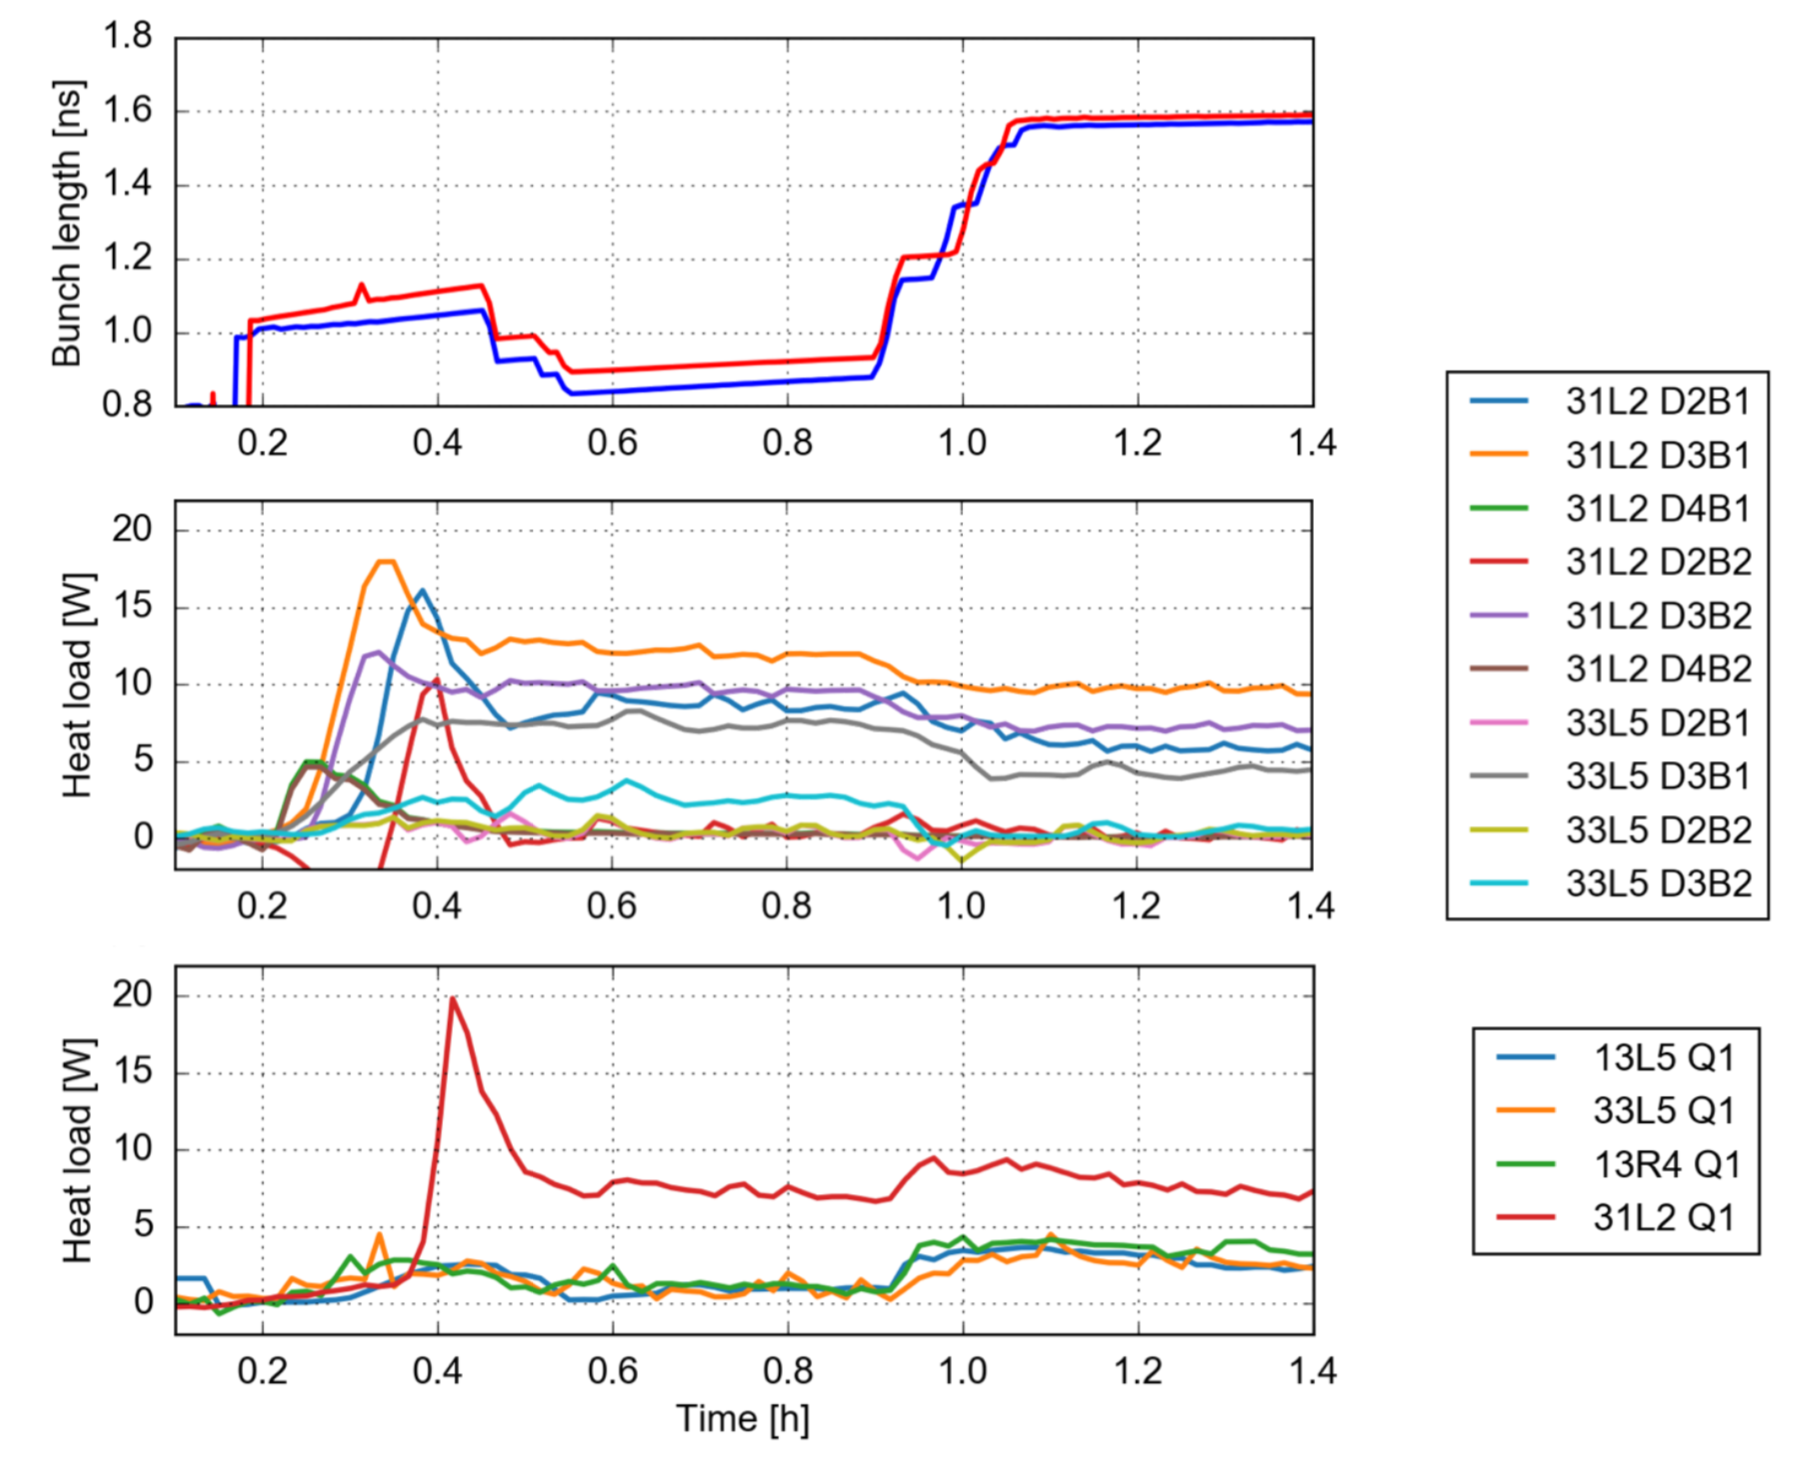 Bunch length [ns]
1.8
1.6
1.4
1.2
1.0
0.8
0.2 0.4 0.6 0.8 1.0 1.2 1.4
Heat load [W]
20
15
10
5
0
0.2 0.4 0.6 0.8 1.0 1.2 1.4
31L2 D2B1
31L2 D3B1
31L2 D4B1
31L2 D2B2
31L2 D3B2
31L2 D4B2
33L5 D2B1
33L5 D3B1
33L5 D2B2
33L5 D3B2
Heat load [W]
20
15
10
5
0
0.2 0.4 0.6 0.8 1.0 1.2 1.4
Time [h]
13L5 Q1
33L5 Q1
13R4 Q1
31L2 Q1